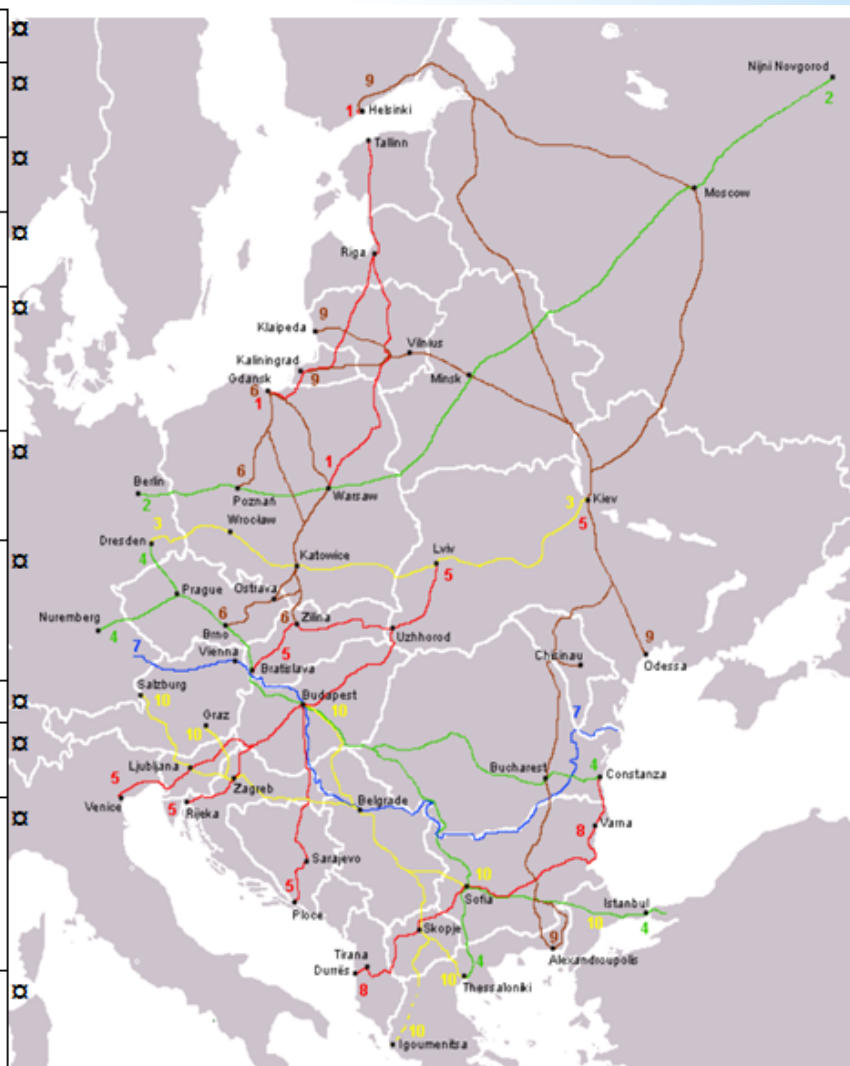 Nijni Novgorod
9
2
1
Helsinki
Tallinn
Moscow
Riga
9
Klaipeda
Vilnius
Kaliningrad
9
Minsk
Gdansk
6
1
1
6
Berlin
2
Poznań
Warsaw
3
Kiev
5
3
Wrocław
Dresden
4
Katowice
Lviv
5
Prague
Ostrava
Nuremberg
4
6
Brno
6
Zilina
Uzhhorod
5
Vienna
7
Bratislava
Chisinau
9
Odessa
Salzburg
10
Budapest
10
7
Graz
10
Ljubljana
5
Venice
Zagreb
5
Rijeka
Belgrade
Bucharest
4
Constanza
8
Varna
Sarajevo
5
Ploce
10
Sofia
Istanbul
10
4
Skopje
9
Alexandroupolis
Tirana
Durrës
8
4
10
Thessaloniki
10
Igoumenitsa